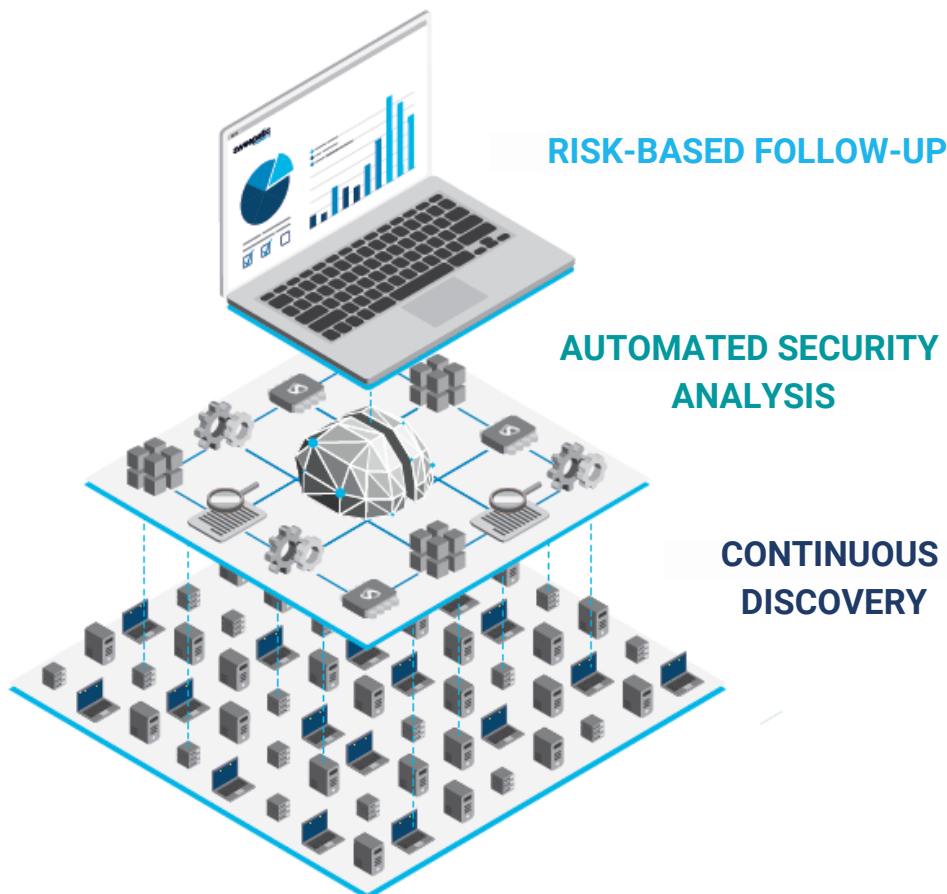 RISK-BASED FOLLOW-UP
AUTOMATED SECURITY
ANALYSIS
CONTINUOUS
DISCOVERY